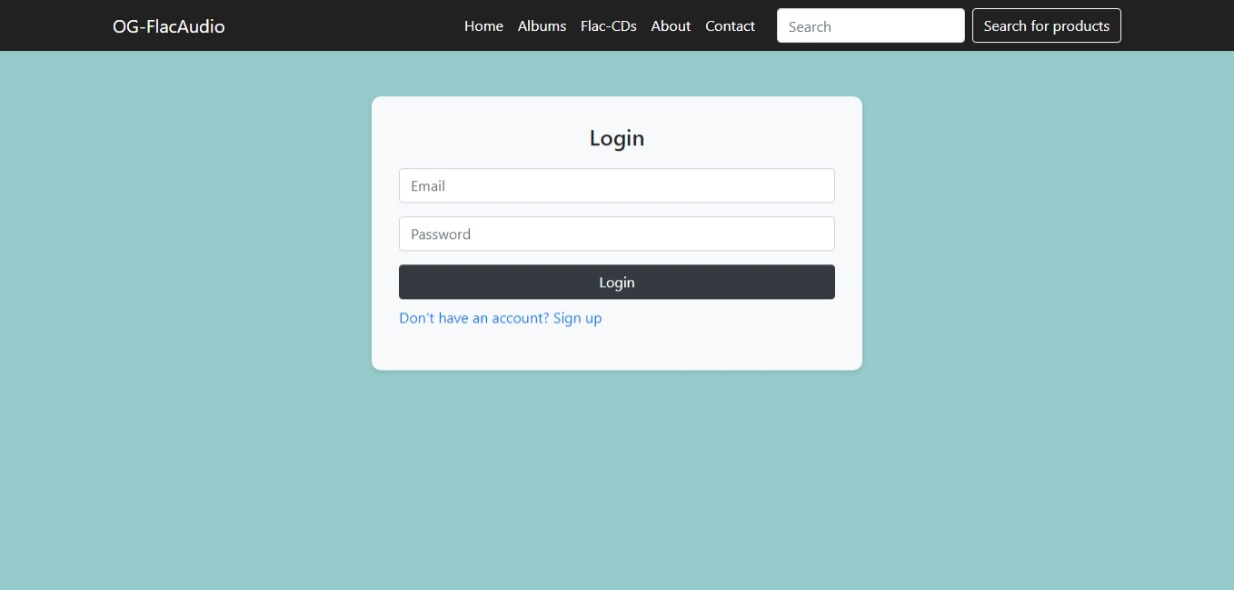 OG-FlacAudio Home Albums Flac-CDs About Contact Search Search for products
Login
Email
Password
Login
Don't have an account? Sign up